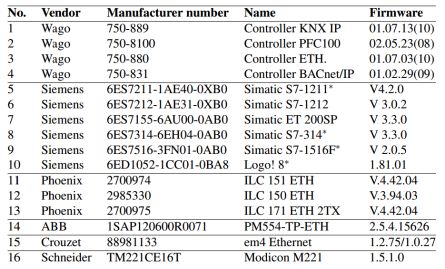 No. Vendor Manufacturer number Name Firmware
1 Wago 750-889 Controller KNX IP 01.07.13(10)
2 Wago 750-8100 Controller PFC100 02.05.23(08)
3 Wago 750-880 Controller ETH. 01.07.03(10)
4 Wago 750-831 Controller BACnet/IP 01.02.29(09)
5 Siemens 6ES7211-1AE40-0XB0 Simatic S7-1211* V4.2.0
6 Siemens 6ES7212-1AE31-0XB0 Simatic S7-1212 V 3.0.2
7 Siemens 6ES7155-6AU00-0AB0 Simatic ET 200SP V 3.3.0
8 Siemens 6ES7314-6EH04-0AB0 Simatic S7-314* V 3.3.0
9 Siemens 6ES7516-3FN01-0AB0 Simatic S7-1516F* V 2.0.5
10 Siemens 6ED1052-1CC01-0BA8 Logo! 8* 1.81.01
11 Phoenix 2700974 ILC 151 ETH V.4.42.04
12 Phoenix 2985330 ILC 150 ETH V.3.94.03
13 Phoenix 2700975 ILC 171 ETH 2TX V.4.42.04
14 ABB 1SAP120600R0071 PM554-TP-ETH 2.5.4.15626
15 Crouzet 88981133 em4 Ethernet 1.2.75/1.0.27
16 Schneider TM221CE16T Modicon M221 1.5.1.0